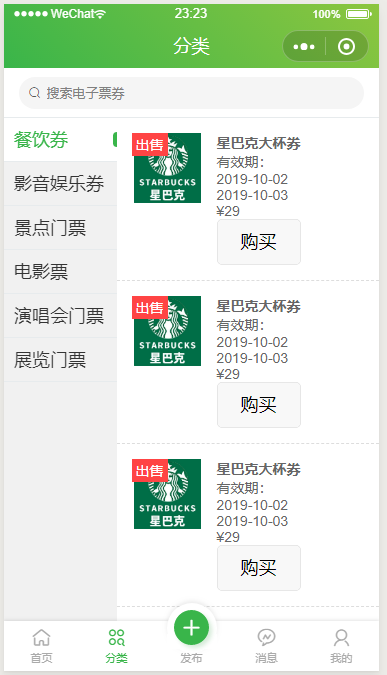 WeChat
23:23
100%
分类
搜索电子票券
餐饮券
影音娱乐券
景点门票
电影票
演唱会门票
展览门票
出售
STARBUCKS
星巴克
星巴克大杯券
有效期:
2019-10-02
2019-10-03
¥29
购买
出售
STARBUCKS
星巴克
星巴克大杯券
有效期:
2019-10-02
2019-10-03
¥29
购买
出售
STARBUCKS
星巴克
星巴克大杯券
有效期:
2019-10-02
2019-10-03
¥29
购买
首页
分类
发布
消息
我的